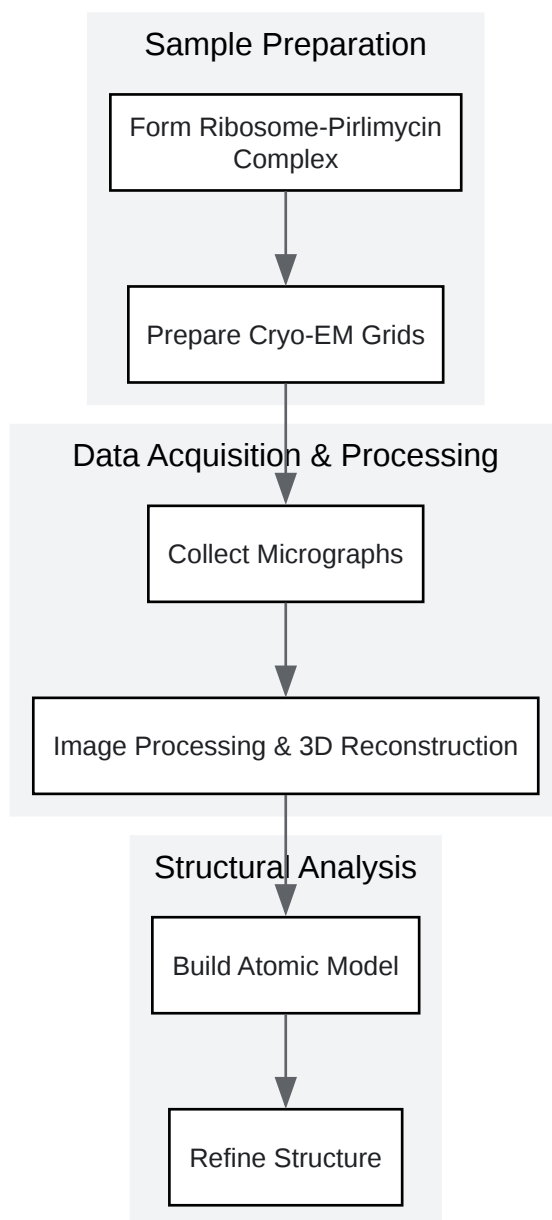 Sample Preparation
Form Ribosome-Pirlimycin
Complex
Prepare Cryo-EM Grids
Data Acquisition & Processing
Collect Micrographs
Image Processing & 3D Reconstruction
Structural Analysis
Build Atomic Model
Refine Structure